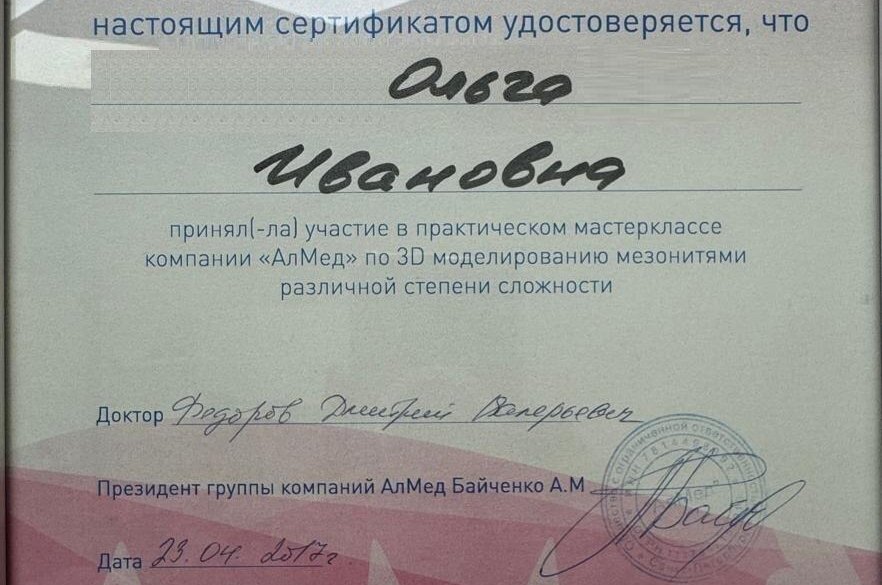 настоящим сертификатом удостоверяется, что
Ольга
Ивановна
принял(-ла) участие в практическом мастерклассе
компании «АлМед» по 3D моделированию мезонитями
различной степени сложности
Доктор Федоров Дмитрий Валерьевич
Президент группы компаний АлМед Байченко А.М
Дата 23.04.2017г